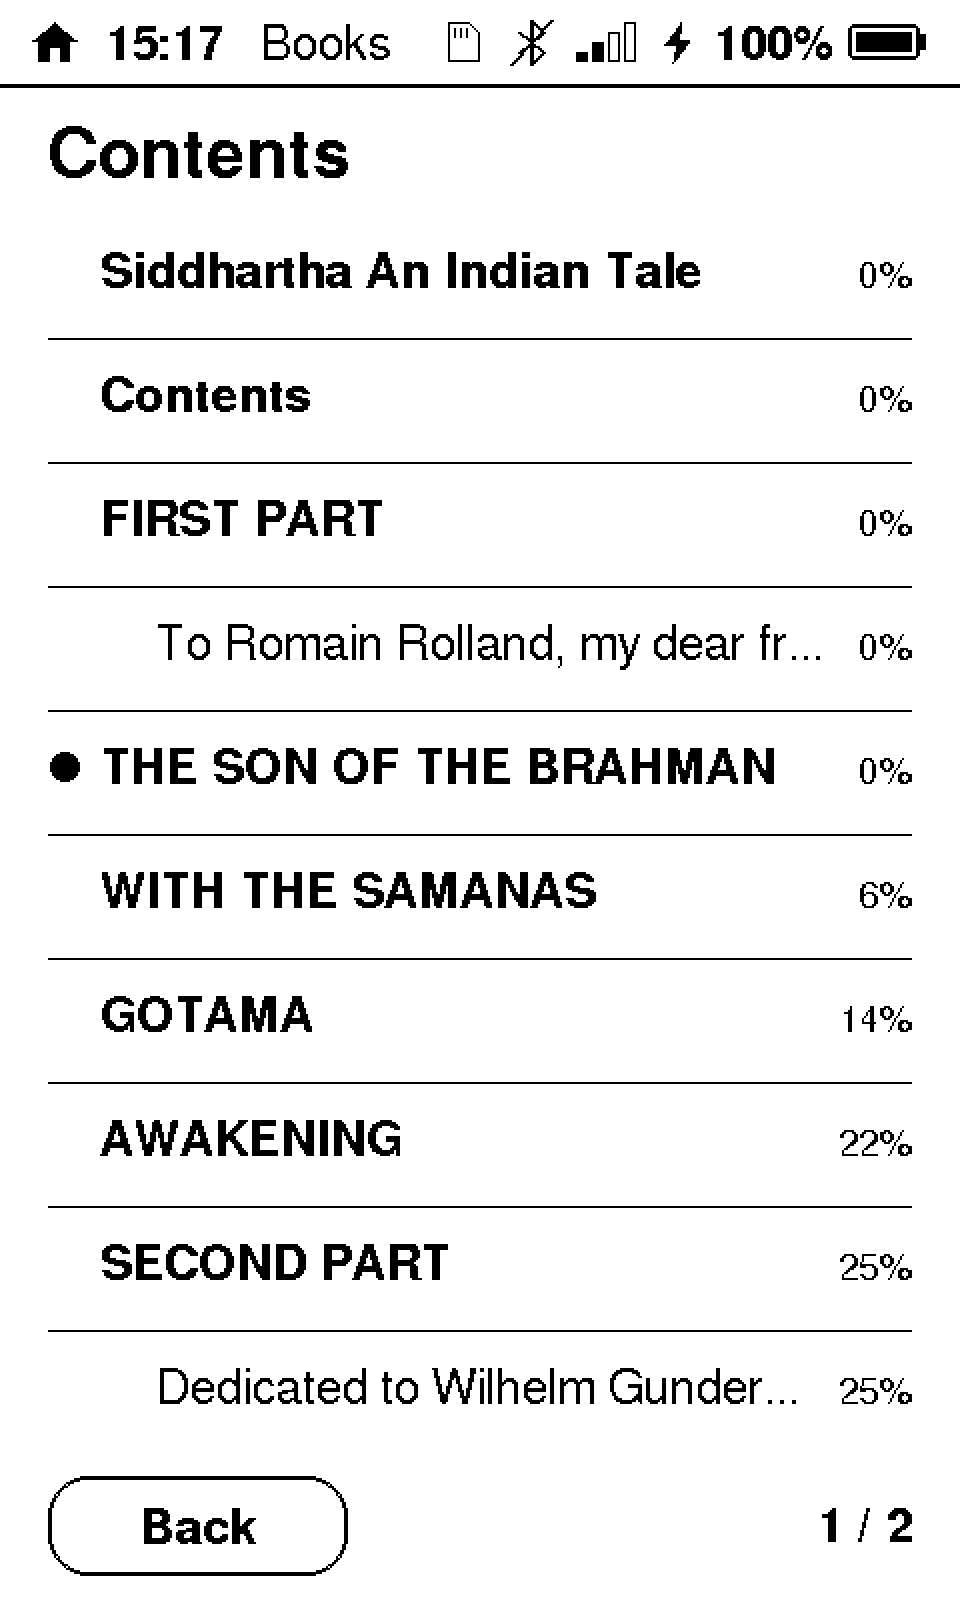 15:17 Books 100%
Contents
Siddhartha An Indian Tale 0%
Contents 0%
FIRST PART 0%
To Romain Rolland, my dear fr... 0%
THE SON OF THE BRAHMAN 0%
WITH THE SAMANAS 6%
GOTAMA 14%
AWAKENING 22%
SECOND PART 25%
Dedicated to Wilhelm Gunder... 25%
Back 1 / 2